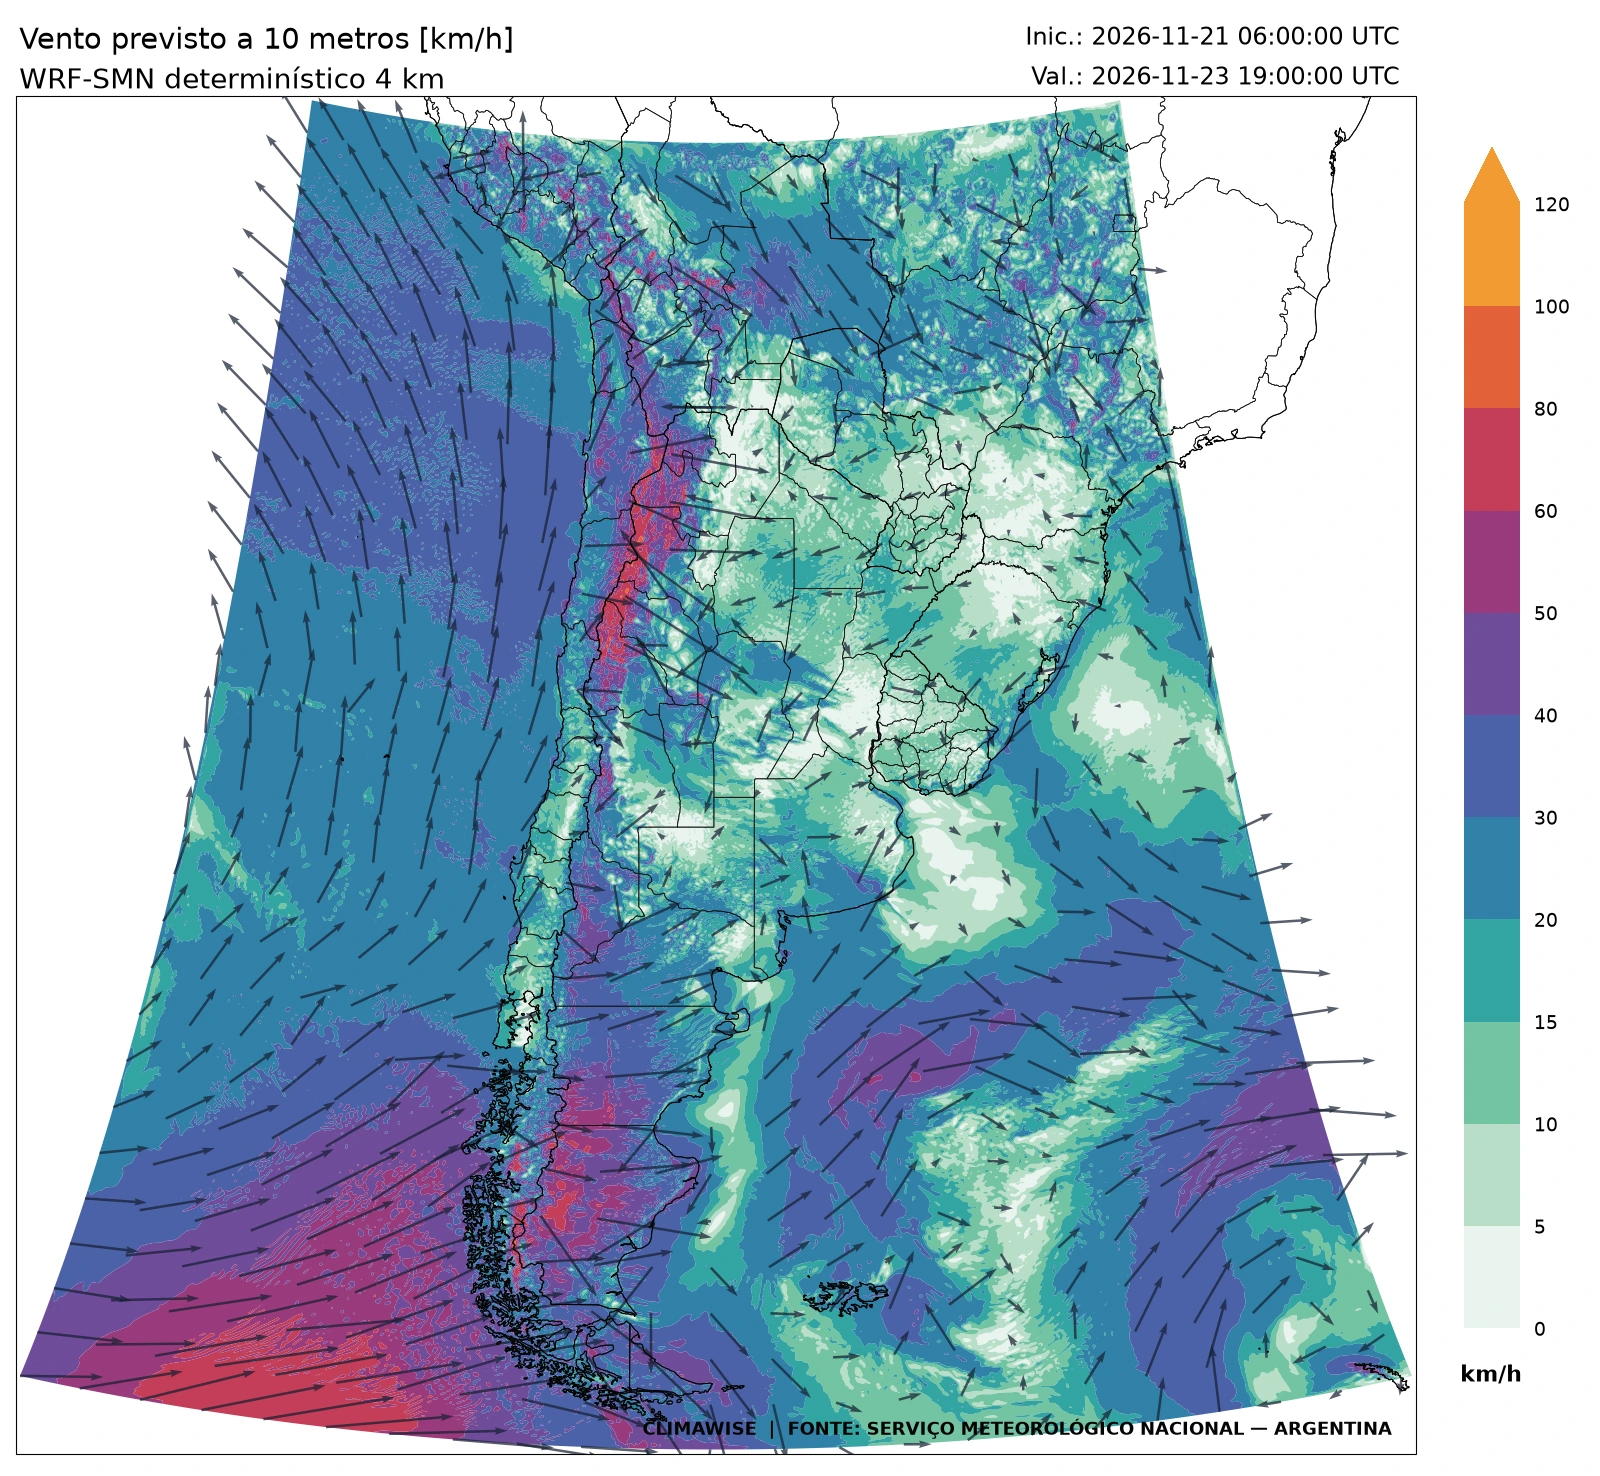 Vento previsto a 10 metros [km/h]
WRF-SMN determinístico 4 km
Inic.: 2026-11-21 06:00:00 UTC
Val.: 2026-11-23 19:00:00 UTC
120
100
80
60
50
40
30
20
15
10
5
0
km/h
CLIMAWISE | FONTE: SERVIÇO METEOROLÓGICO NACIONAL — ARGENTINA